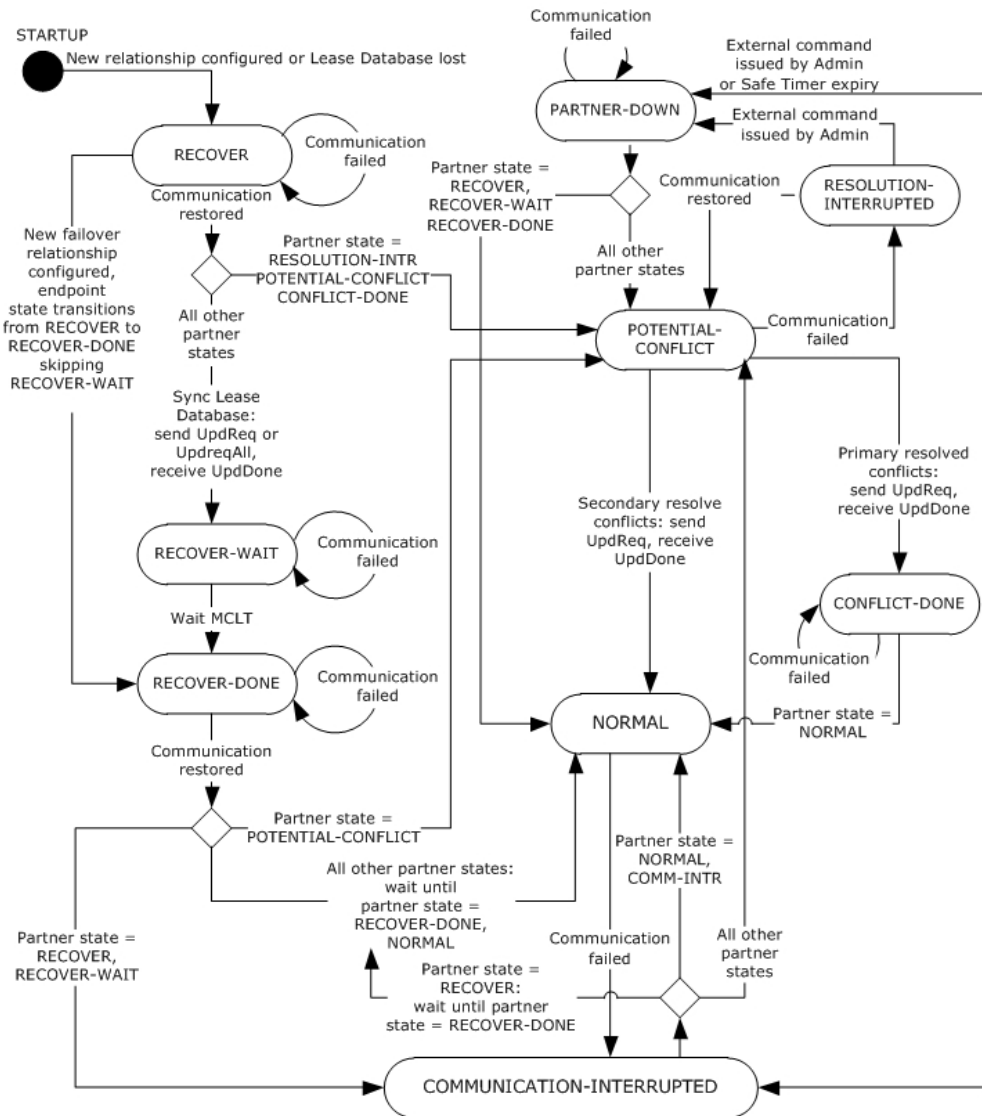 STARTUP
New relationship configured or Lease Database lost
Communication
failed
External command
issued by Admin
or Safe Timer expiry
PARTNER-DOWN
External command
issued by Admin
RECOVER
Communication
failed
Partner state =
RECOVER,
RECOVER-WAIT
RECOVER-DONE
Communication
restored
RESOLUTION-
INTERRUPTED
Communication
restored
New failover
relationship
configured,
endpoint
state transitions
from RECOVER to
RECOVER-DONE
skipping
RECOVER-WAIT
Partner state =
RESOLUTION-INTR
POTENTIAL-CONFLICT
CONFLICT-DONE
All other
partner states
All other
partner
states
POTENTIAL-
CONFLICT
Communication
failed
Sync Lease
Database:
send UpdReq or
UpdreqAll,
receive UpdDone
Primary resolved
conflicts:
send UpdReq,
receive UpdDone
Secondary resolve
conflicts: send
UpdReq, receive
UpdDone
RECOVER-WAIT
Communication
failed
Wait MCLT
CONFLICT-DONE
RECOVER-DONE
Communication
failed
Communication
failed
NORMAL
Partner state =
NORMAL
Communication
restored
Partner state =
POTENTIAL-CONFLICT
Partner state =
NORMAL,
COMM-INTR
All other partner states:
wait until
partner state =
RECOVER-DONE,
NORMAL
Partner state =
RECOVER,
RECOVER-WAIT
Communication
failed
All other
partner
states
Partner state =
RECOVER:
wait until partner
state = RECOVER-DONE
COMMUNICATION-INTERRUPTED